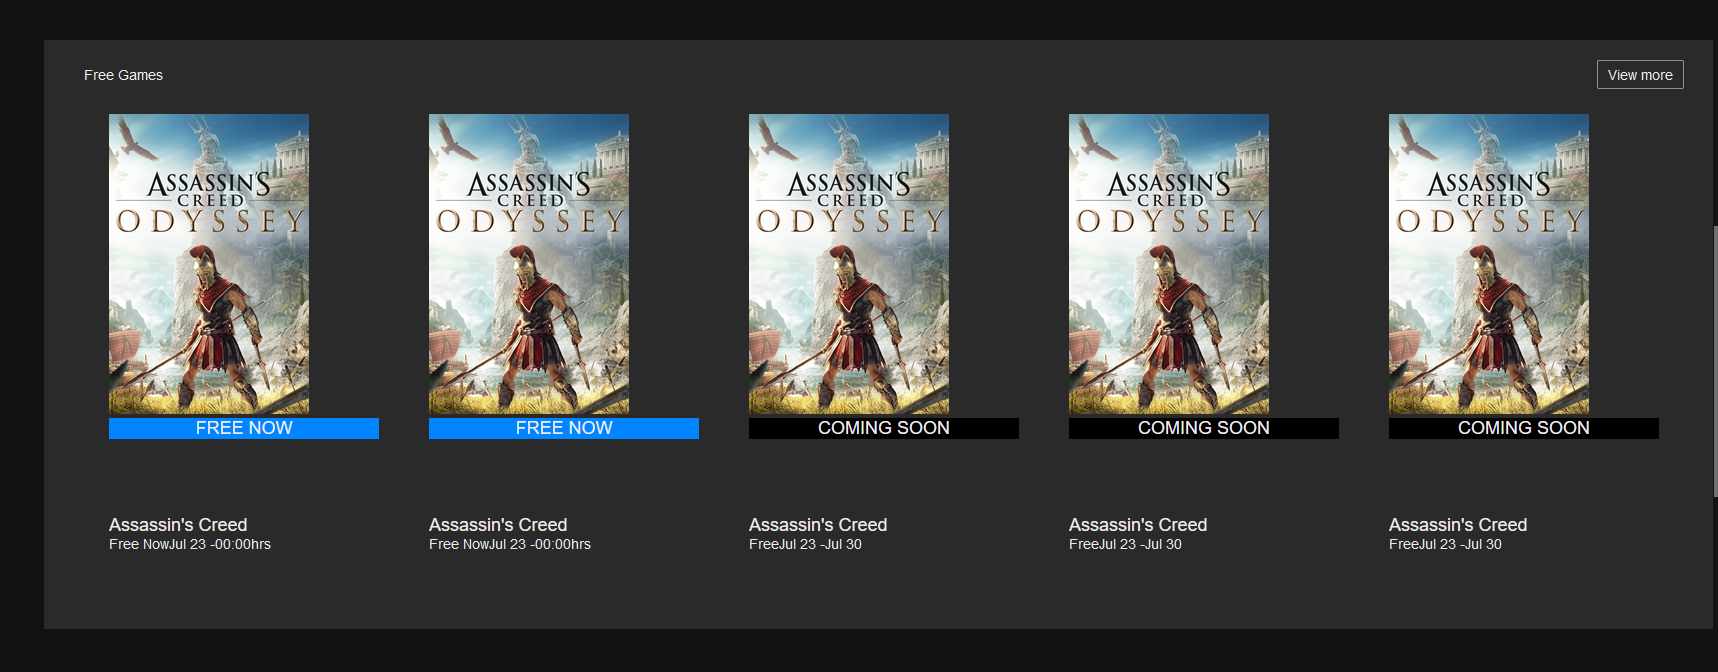 Free Games
View more
ASSASSIN'S
CREED
ODYSSEY
FREE NOW
Assassin's Creed
Free NowJul 23 -00:00hrs
ASSASSIN'S
CREED
ODYSSEY
FREE NOW
Assassin's Creed
Free NowJul 23 -00:00hrs
ASSASSIN'S
CREED
ODYSSEY
COMING SOON
Assassin's Creed
FreeJul 23 -Jul 30
ASSASSIN'S
CREED
ODYSSEY
COMING SOON
Assassin's Creed
FreeJul 23 -Jul 30
ASSASSIN'S
CREED
ODYSSEY
COMING SOON
Assassin's Creed
FreeJul 23 -Jul 30